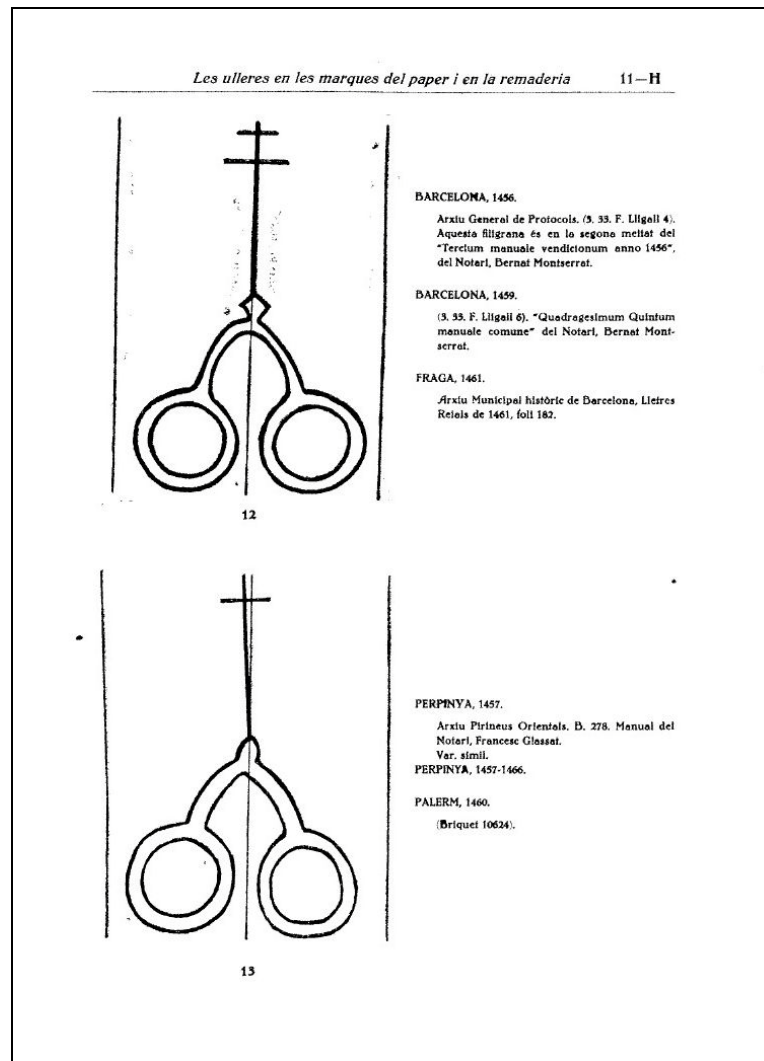 Les ulleres en les marques del paper i en la remaderia 11—H
BARCELONA, 1456.
Arxiu General de Protocols. (3. 33. F. Lligall 4).
Aquesta filigrana és en la segona meitat del
"Tercium manuale vendicionum anno 1456",
del Notari, Bernat Montserrat.
BARCELONA, 1459.
(3. 33. F. Lligall 6). "Quadragesimum Quintum
manuale comune" del Notari, Bernat Mont-
serrat.
FRAGA, 1461.
Arxiu Municipal històric de Barcelona, Lletres
Reials de 1461, foli 182.
12
PERPINYA, 1457.
Arxiu Pirineus Orientals. B. 278. Manual del
Notari, Francesc Glassat.
Var. simil.
PERPINYA, 1457-1466.
PALERM, 1460.
(Briquet 10624).
13